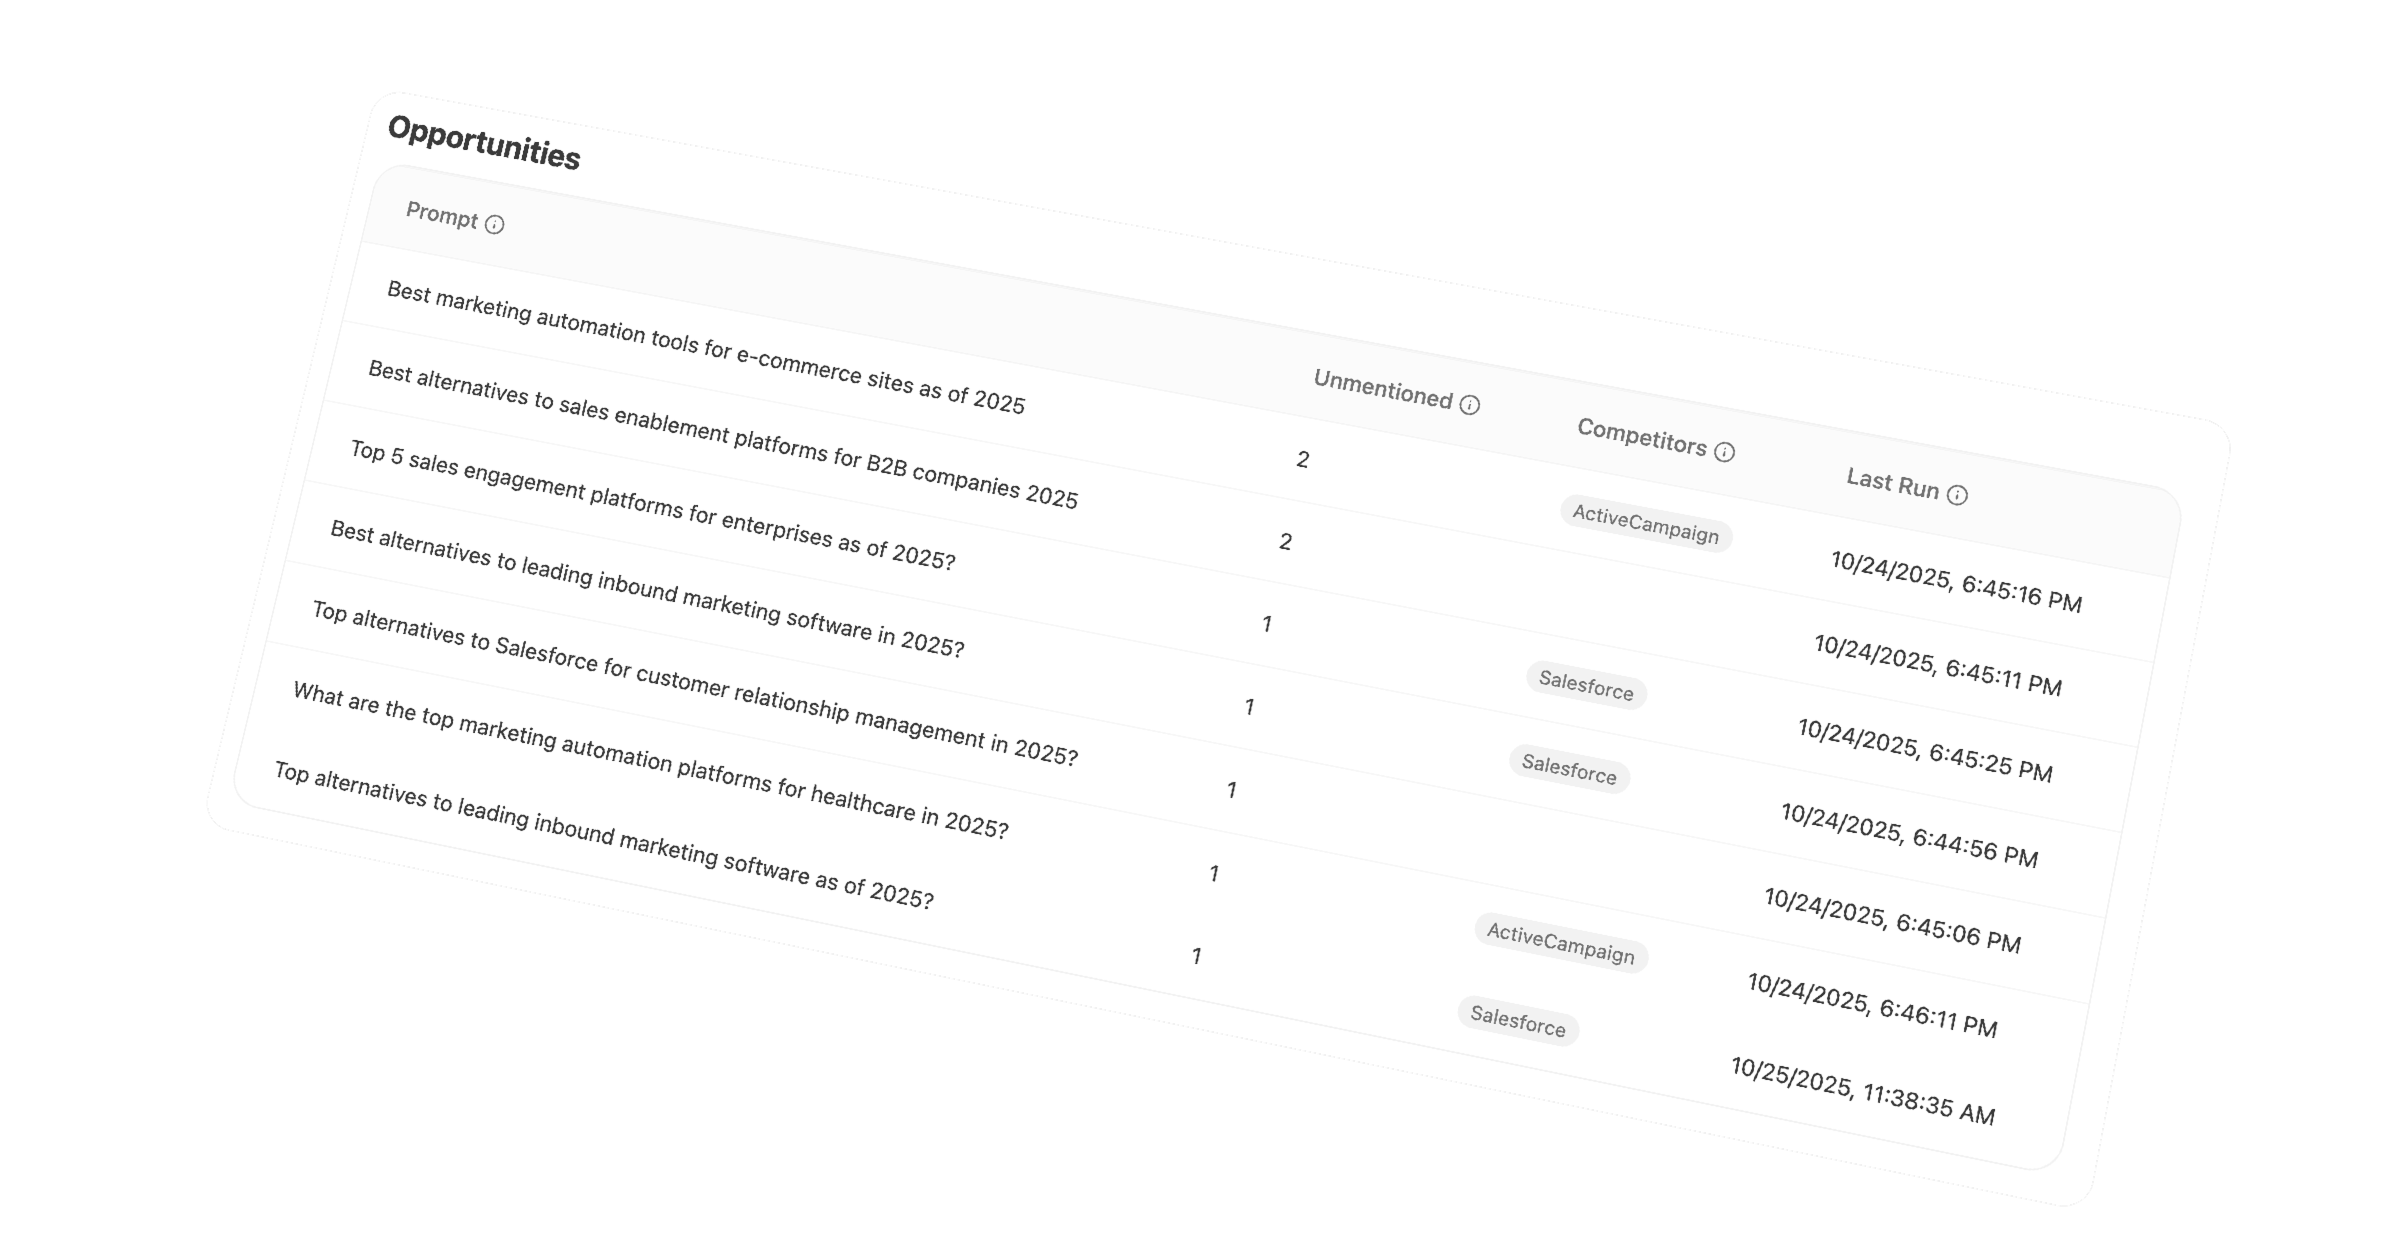 Opportunities
Prompt Unmentioned Competitors Last Run
Best marketing automation tools for e-commerce sites as of 2025 2 ActiveCampaign 10/24/2025, 6:45:16 PM
Best alternatives to sales enablement platforms for B2B companies 2025 2 10/24/2025, 6:45:11 PM
Top 5 sales engagement platforms for enterprises as of 2025? 1 Salesforce 10/24/2025, 6:45:25 PM
Best alternatives to leading inbound marketing software in 2025? 1 Salesforce 10/24/2025, 6:44:56 PM
Top alternatives to Salesforce for customer relationship management in 2025? 1 10/24/2025, 6:45:06 PM
What are the top marketing automation platforms for healthcare in 2025? 1 ActiveCampaign 10/24/2025, 6:46:11 PM
Top alternatives to leading inbound marketing software as of 2025? 1 Salesforce 10/25/2025, 11:38:35 AM